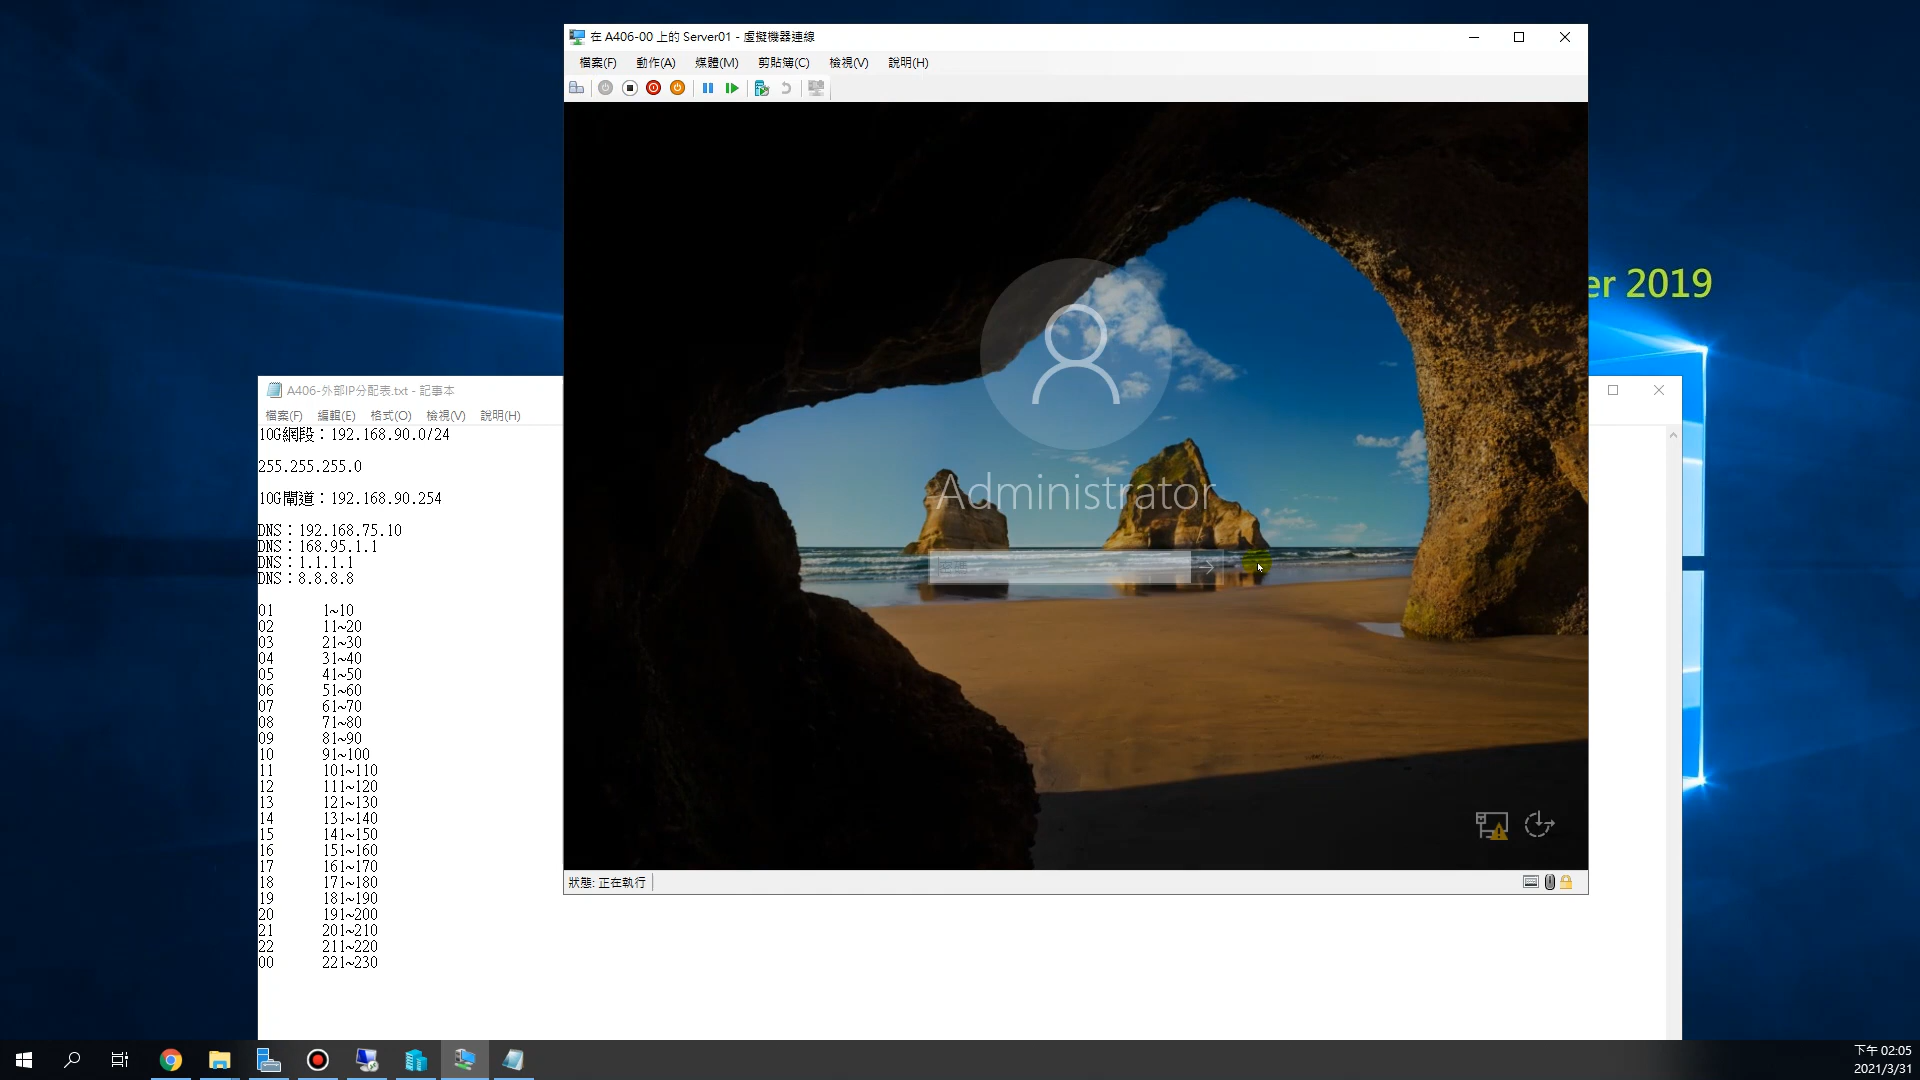 在 A406-00 上的 Server01 - 虛擬機器連線
檔案(F) 動作(A) 媒體(M) 剪貼簿(C) 檢視(V) 說明(H)
er 2019
Administrator
狀態: 正在執行
A406-外部IP分配表.txt - 記事本
檔案(F) 編輯(E) 格式(O) 檢視(V) 說明(H)
10G網段：192.168.90.0/24
255.255.255.0
10G閘道：192.168.90.254
DNS：192.168.75.10
DNS：168.95.1.1
DNS：1.1.1.1
DNS：8.8.8.8
01 1~10
02 11~20
03 21~30
04 31~40
05 41~50
06 51~60
07 61~70
08 71~80
09 81~90
10 91~100
11 101~110
12 111~120
13 121~130
14 131~140
15 141~150
16 151~160
17 161~170
18 171~180
19 181~190
20 191~200
21 201~210
22 211~220
00 221~230
下午 02:05
2021/3/31